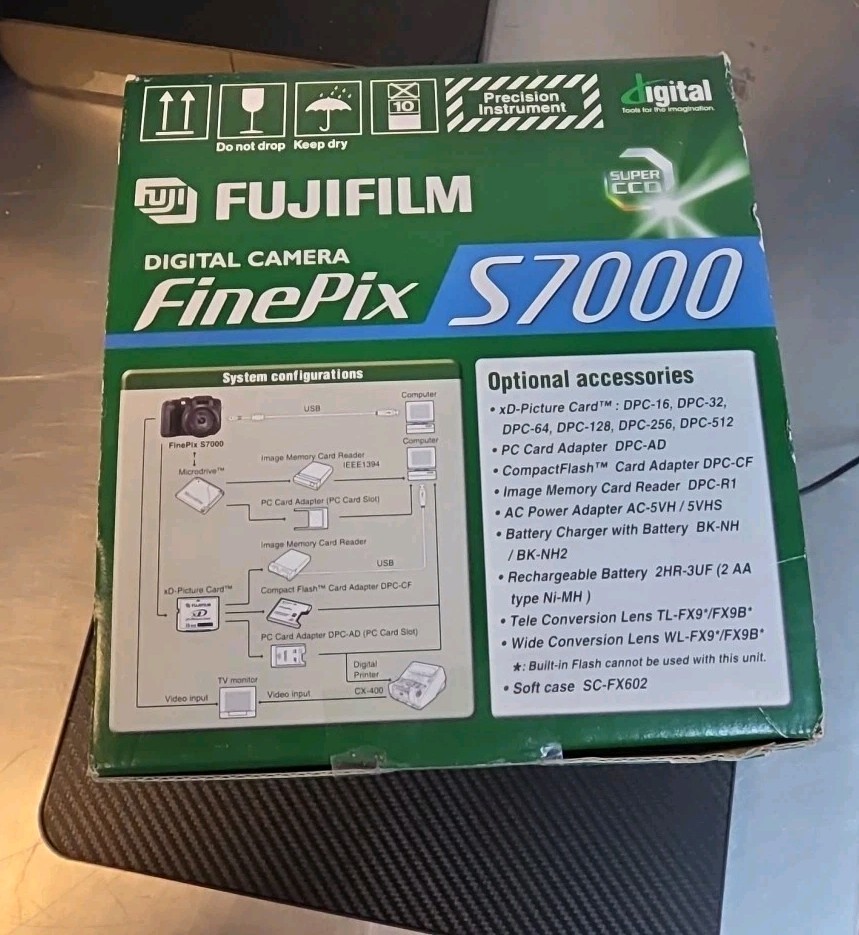 10
Precision
Instrument
digital
Tools for the imagination
Do not drop Keep dry
FUJI FUJIFILM
SUPER
CCD
DIGITAL CAMERA
FinePix S7000
System configurations
Computer
USB
FinePix S7000
Computer
Image Memory Card Reader
IEEE1394
Microdrive™
PC Card Adapter (PC Card Slot)
Image Memory Card Reader
USB
xD-Picture Card™
Compact Flash™ Card Adapter DPC-CF
FUJIFILM
xD
PC Card Adapter DPC-AD (PC Card Slot)
Digital
Printer
CX-400
TV monitor
Video input
Video input
Optional accessories
• xD-Picture Card™ : DPC-16, DPC-32,
DPC-64, DPC-128, DPC-256, DPC-512
• PC Card Adapter DPC-AD
• CompactFlash™ Card Adapter DPC-CF
• Image Memory Card Reader DPC-R1
• AC Power Adapter AC-5VH / 5VHS
• Battery Charger with Battery BK-NH
/ BK-NH2
• Rechargeable Battery 2HR-3UF (2 AA
type Ni-MH )
• Tele Conversion Lens TL-FX9*/FX9B*
• Wide Conversion Lens WL-FX9*/FX9B*
*: Built-in Flash cannot be used with this unit.
• Soft case SC-FX602